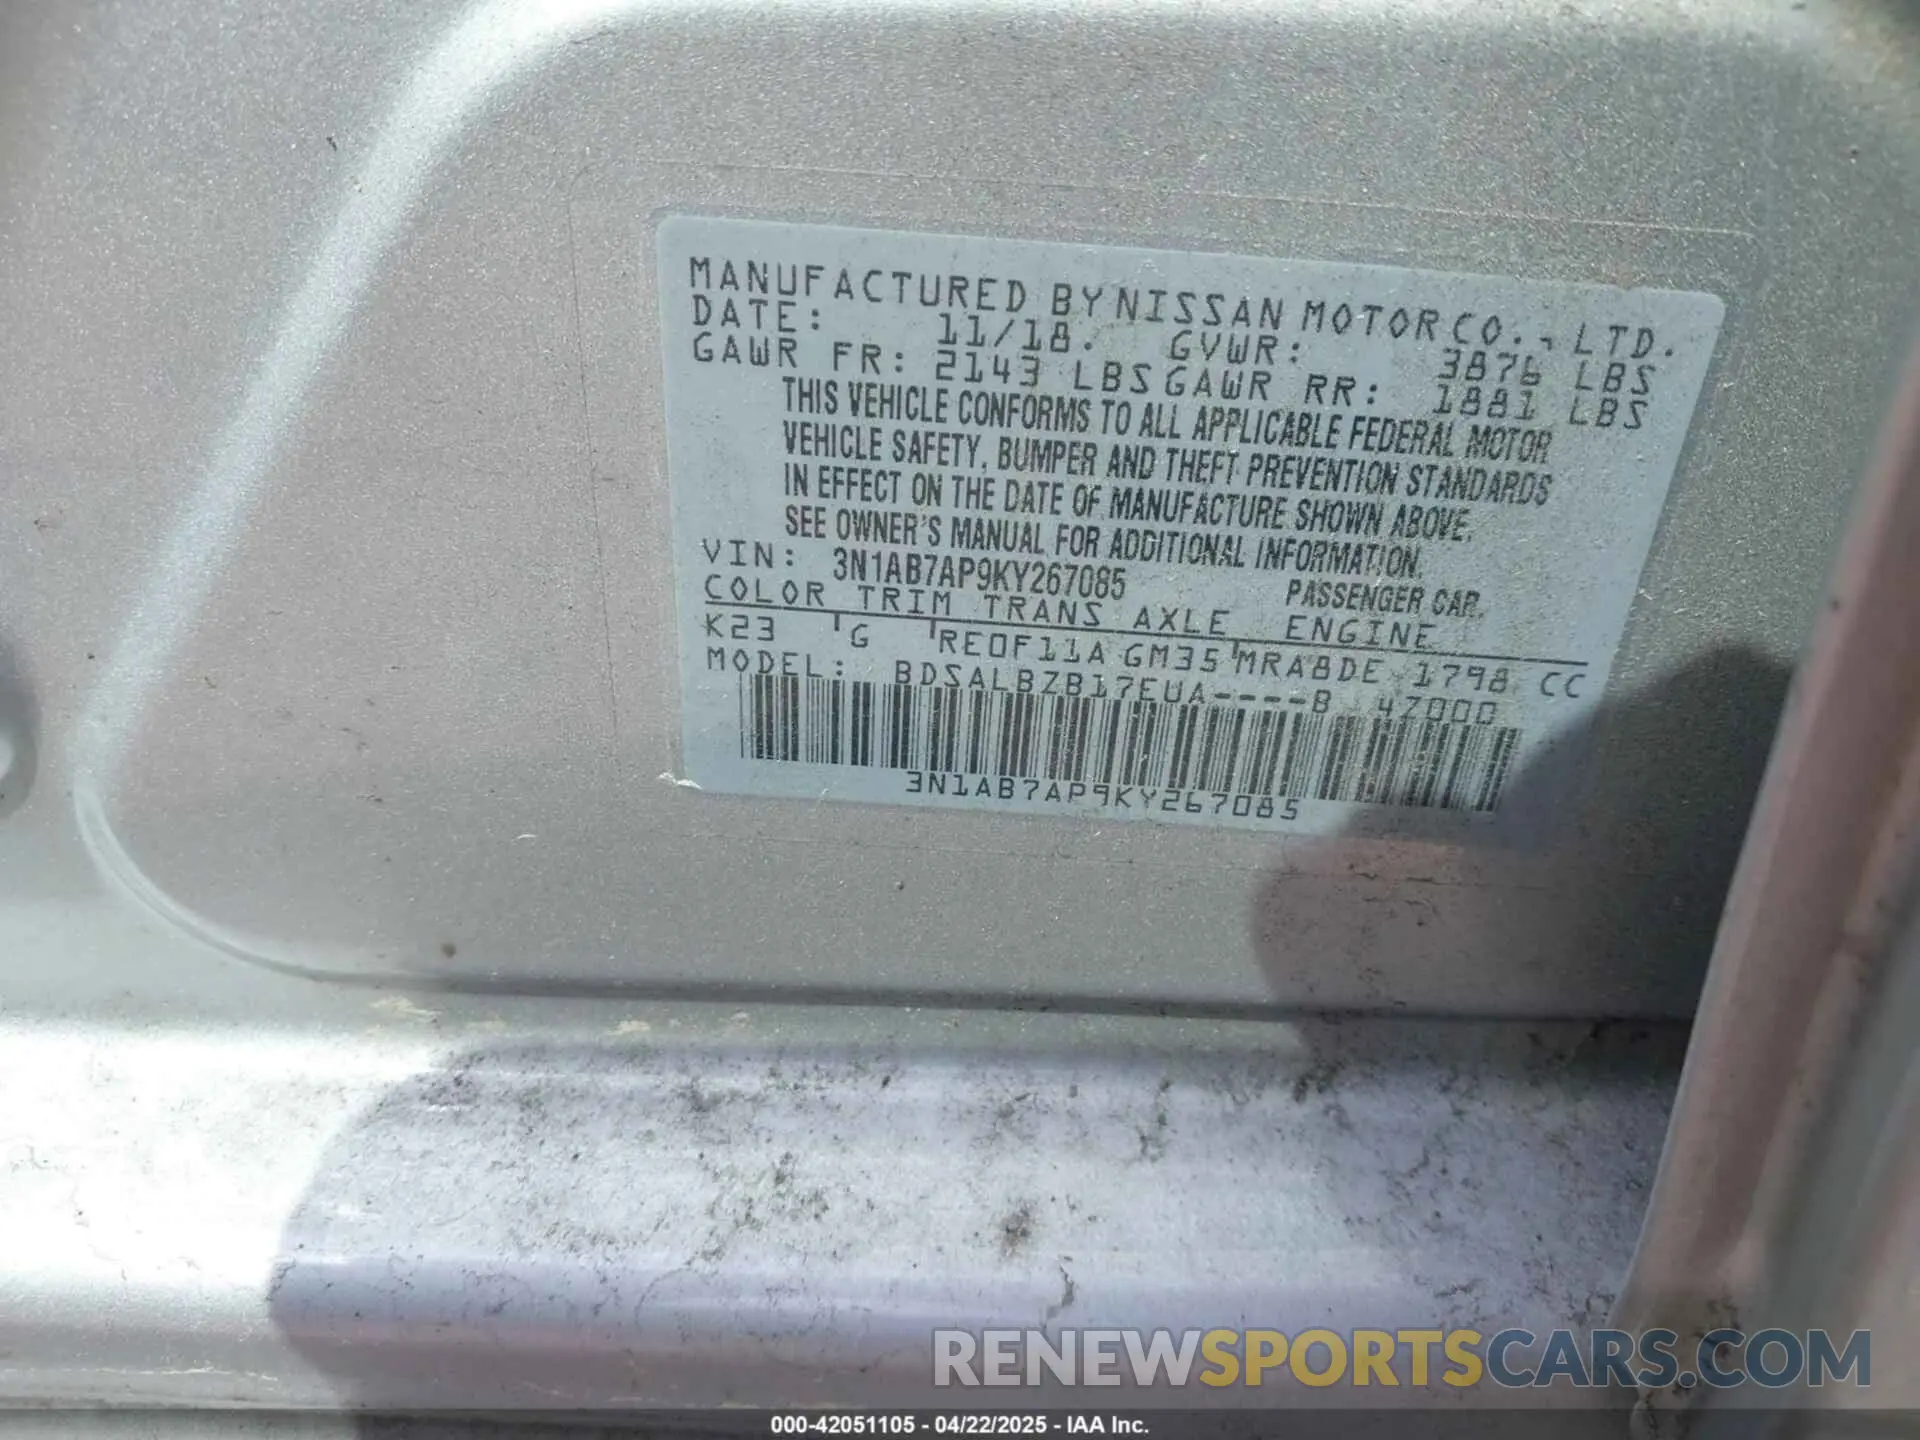 MANUFACTURED BY NISSAN MOTOR CO., LTD.
DATE: 11/18. GVWR: 3876 LBS
GAWR FR: 2143 LBS GAWR RR: 1881 LBS
THIS VEHICLE CONFORMS TO ALL APPLICABLE FEDERAL MOTOR
VEHICLE SAFETY, BUMPER AND THEFT PREVENTION STANDARDS
IN EFFECT ON THE DATE OF MANUFACTURE SHOWN ABOVE.
SEE OWNER'S MANUAL FOR ADDITIONAL INFORMATION.
VIN: 3N1AB7AP9KY267085 PASSENGER CAR.
COLOR TRIM TRANS AXLE ENGINE
K23 G RE0F11A GM35 MRA8DE 1798 CC
MODEL: BDSALBZB17EUA----B 47000
3N1AB7AP9KY267085
RENEWSPORTSCARS.COM
000-42051105 - 04/22/2025 - IAA Inc.